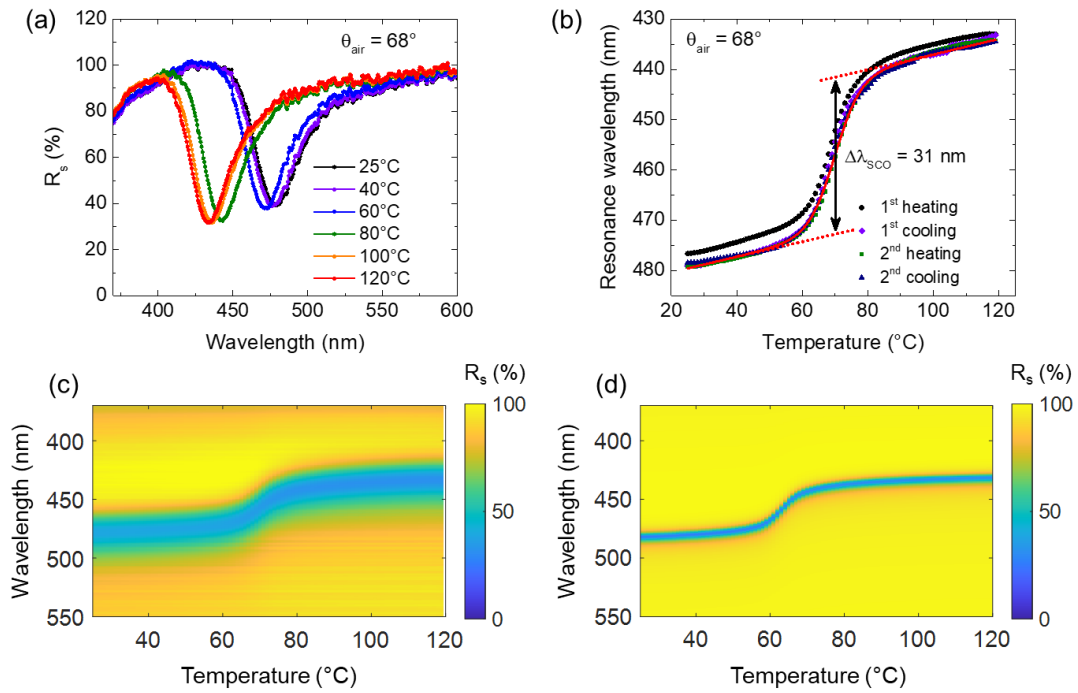 (a)
θair = 68°
Rs (%)
120
100
80
60
40
20
0
25°C
40°C
60°C
80°C
100°C
120°C
400
450
500
550
600
Wavelength (nm)
(b)
θair = 68°
Resonance wavelength (nm)
430
440
450
460
470
480
ΔλSCO = 31 nm
1st heating
1st cooling
2nd heating
2nd cooling
20
40
60
80
100
120
Temperature (°C)
(c)
Rs (%)
100
50
0
Wavelength (nm)
400
450
500
550
40
60
80
100
120
Temperature (°C)
(d)
Rs (%)
100
50
0
Wavelength (nm)
400
450
500
550
40
60
80
100
120
Temperature (°C)